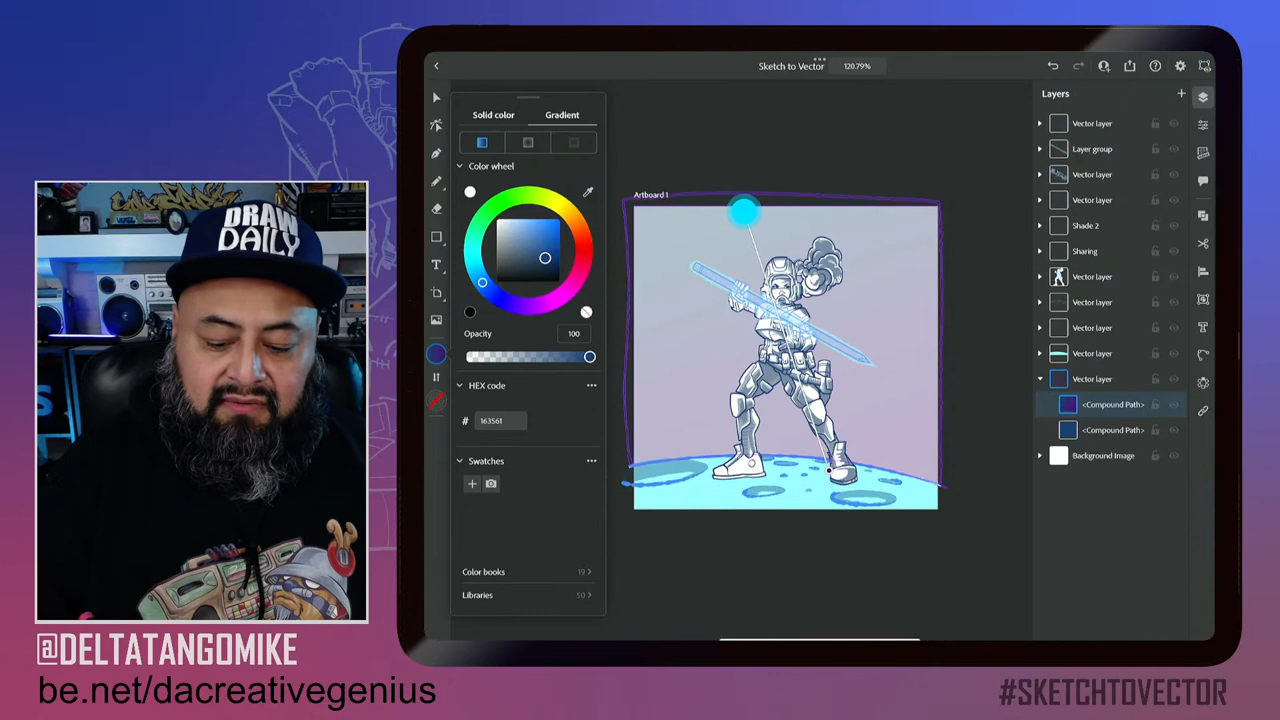 Sketch to Vector
120.79%
Solid color
Gradient
Color wheel
Opacity
100
HEX code
# 163561
Swatches
Color books
19
Libraries
50
Artboard 1
Layers
Vector layer
Layer group
Vector layer
Vector layer
Shade 2
Sharing
Vector layer
Vector layer
Vector layer
Vector layer
Vector layer
<Compound Path>
<Compound Path>
Background Image
DRAW
DAILY
@DELTATANGOMIKE
be.net/dacreativegenius
#SKETCHTOVECTOR